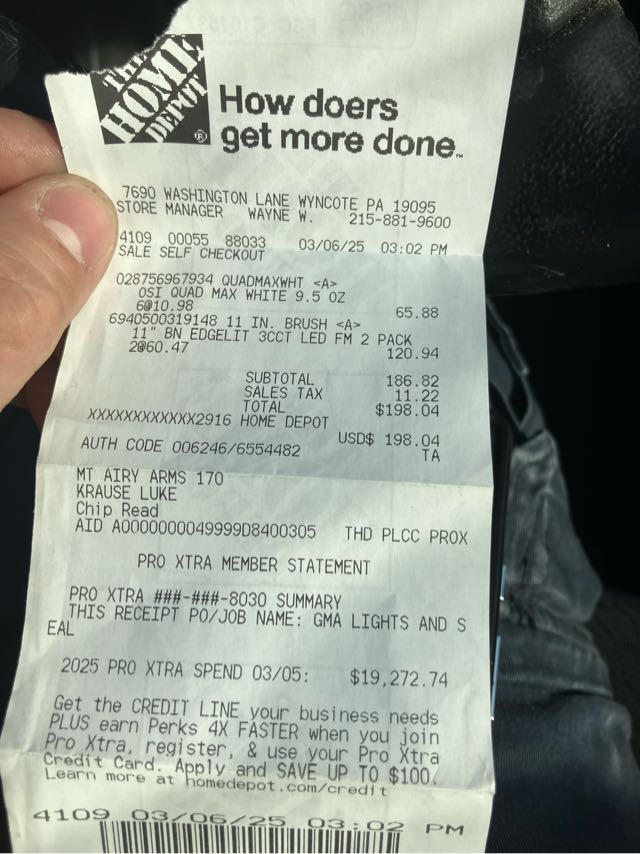 THE
HOME
DEPOT
How doers
get more done.
7690 WASHINGTON LANE WYNCOTE PA 19095
STORE MANAGER WAYNE W. 215-881-9600
4109 00055 88033 03/06/25 03:02 PM
SALE SELF CHECKOUT
028756967934 QUADMAXWHT <A>
OSI QUAD MAX WHITE 9.5 OZ
6@10.98 65.88
6940500319148 11 IN. BRUSH <A>
11" BN EDGELIT 3CCT LED FM 2 PACK
2@60.47 120.94
SUBTOTAL 186.82
SALES TAX 11.22
TOTAL $198.04
XXXXXXXXXXXX2916 HOME DEPOT
USD$ 198.04
AUTH CODE 006246/6554482 TA
MT AIRY ARMS 170
KRAUSE LUKE
Chip Read
AID A0000000049999D8400305 THD PLCC PROX
PRO XTRA MEMBER STATEMENT
PRO XTRA ###-###-8030 SUMMARY
THIS RECEIPT PO/JOB NAME: GMA LIGHTS AND S
EAL
2025 PRO XTRA SPEND 03/05: $19,272.74
Get the CREDIT LINE your business needs
PLUS earn Perks 4X FASTER when you join
Pro Xtra, register, & use your Pro Xtra
Credit Card. Apply and SAVE UP TO $100.
Learn more at homedepot.com/credit
4109 03/06/25 03:02 PM